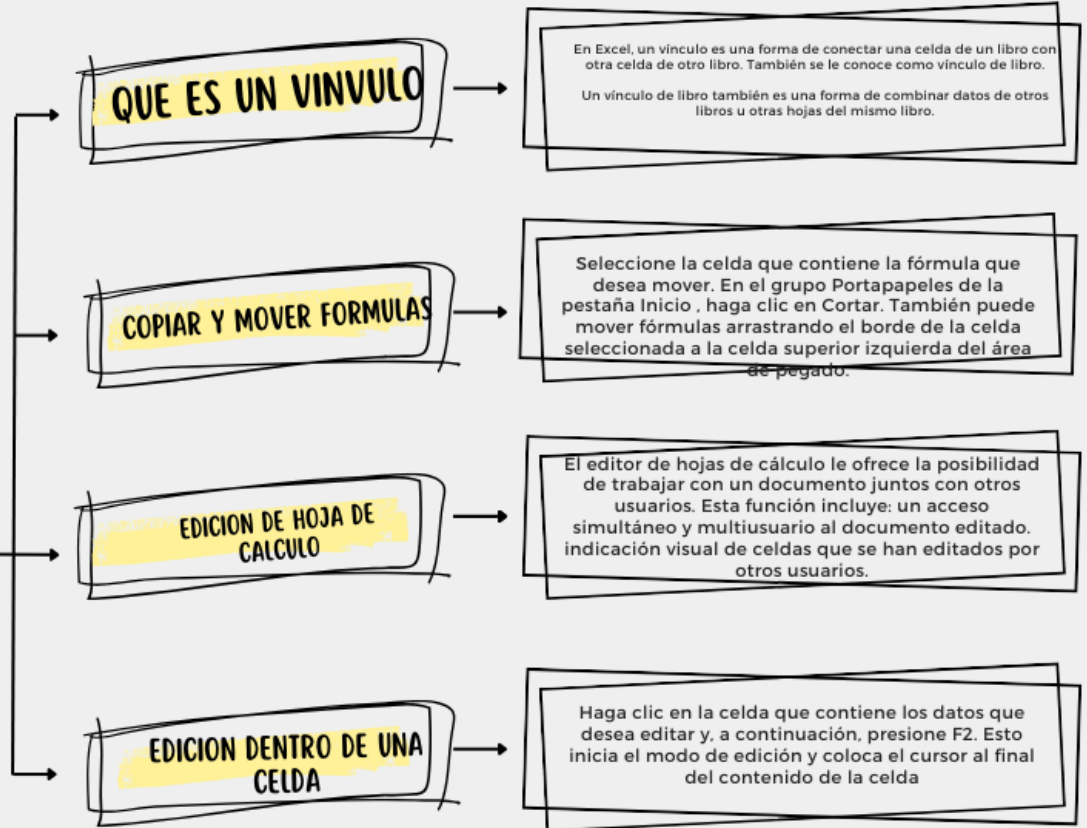 QUE ES UN VINVULO
En Excel, un vínculo es una forma de conectar una celda de un libro con
otra celda de otro libro. También se le conoce como vínculo de libro.
Un vínculo de libro también es una forma de combinar datos de otros
libros u otras hojas del mismo libro.
COPIAR Y MOVER FORMULAS
Seleccione la celda que contiene la fórmula que
desea mover. En el grupo Portapapeles de la
pestaña Inicio , haga clic en Cortar. También puede
mover fórmulas arrastrando el borde de la celda
seleccionada a la celda superior izquierda del área
de pegado.
EDICION DE HOJA DE
CALCULO
El editor de hojas de cálculo le ofrece la posibilidad
de trabajar con un documento juntos con otros
usuarios. Esta función incluye: un acceso
simultáneo y multiusuario al documento editado.
indicación visual de celdas que se han editados por
otros usuarios.
EDICION DENTRO DE UNA
CELDA
Haga clic en la celda que contiene los datos que
desea editar y, a continuación, presione F2. Esto
inicia el modo de edición y coloca el cursor al final
del contenido de la celda